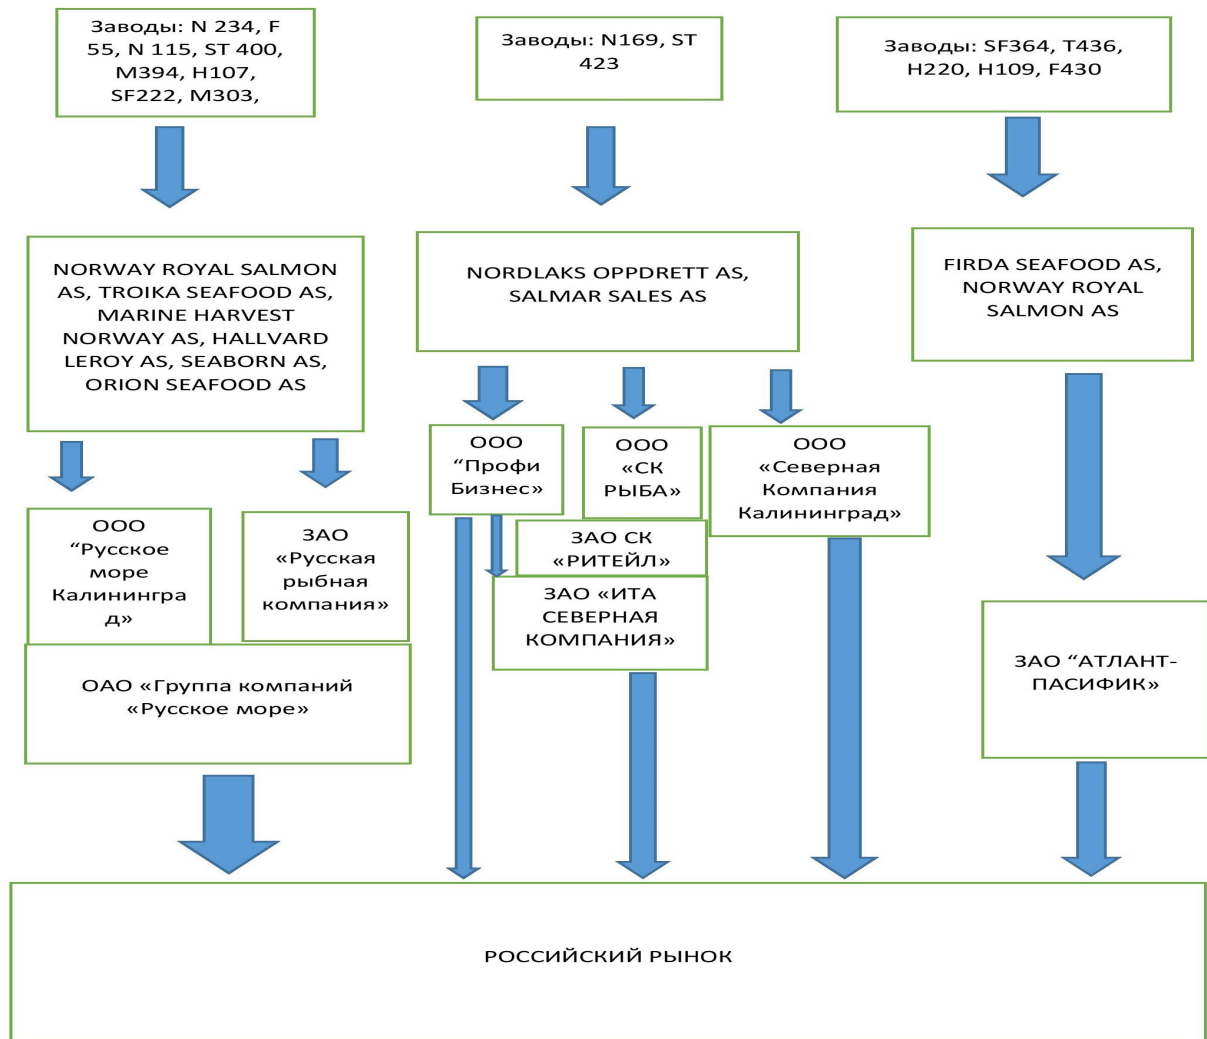 Заводы: N 234, F
55, N 115, ST 400,
M394, H107,
SF222, M303,
Заводы: N169, ST
423
Заводы: SF364, T436,
H220, H109, F430
NORWAY ROYAL SALMON
AS, TROIKA SEAFOOD AS,
MARINE HARVEST
NORWAY AS, HALLVARD
LEROY AS, SEABORN AS,
ORION SEAFOOD AS
NORDLAKS OPPDRETT AS,
SALMAR SALES AS
FIRDA SEAFOOD AS,
NORWAY ROYAL
SALMON AS
ООО
“Русское
море
Калинингра
д»
ЗАО
«Русская
рыбная
компания»
ОАО «Группа компаний
«Русское море»
ООО
“Профи
Бизнес»
ООО
«СК
РЫБА»
ООО
«Северная
Компания
Калининград»
ЗАО СК
«РИТЕЙЛ»
ЗАО «ИТА
СЕВЕРНАЯ
КОМПАНИЯ»
ЗАО “АТЛАНТ-
ПАСИФИК»
РОССИЙСКИЙ РЫНОК